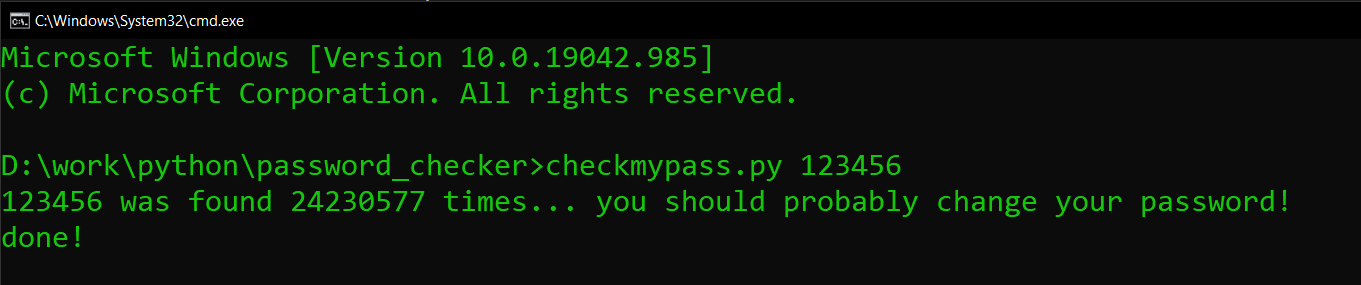 C:\Windows\System32\cmd.exe
Microsoft Windows [Version 10.0.19042.985]
(c) Microsoft Corporation. All rights reserved.
D:\work\python\password_checker>checkmypass.py 123456
123456 was found 24230577 times... you should probably change your password!
done!